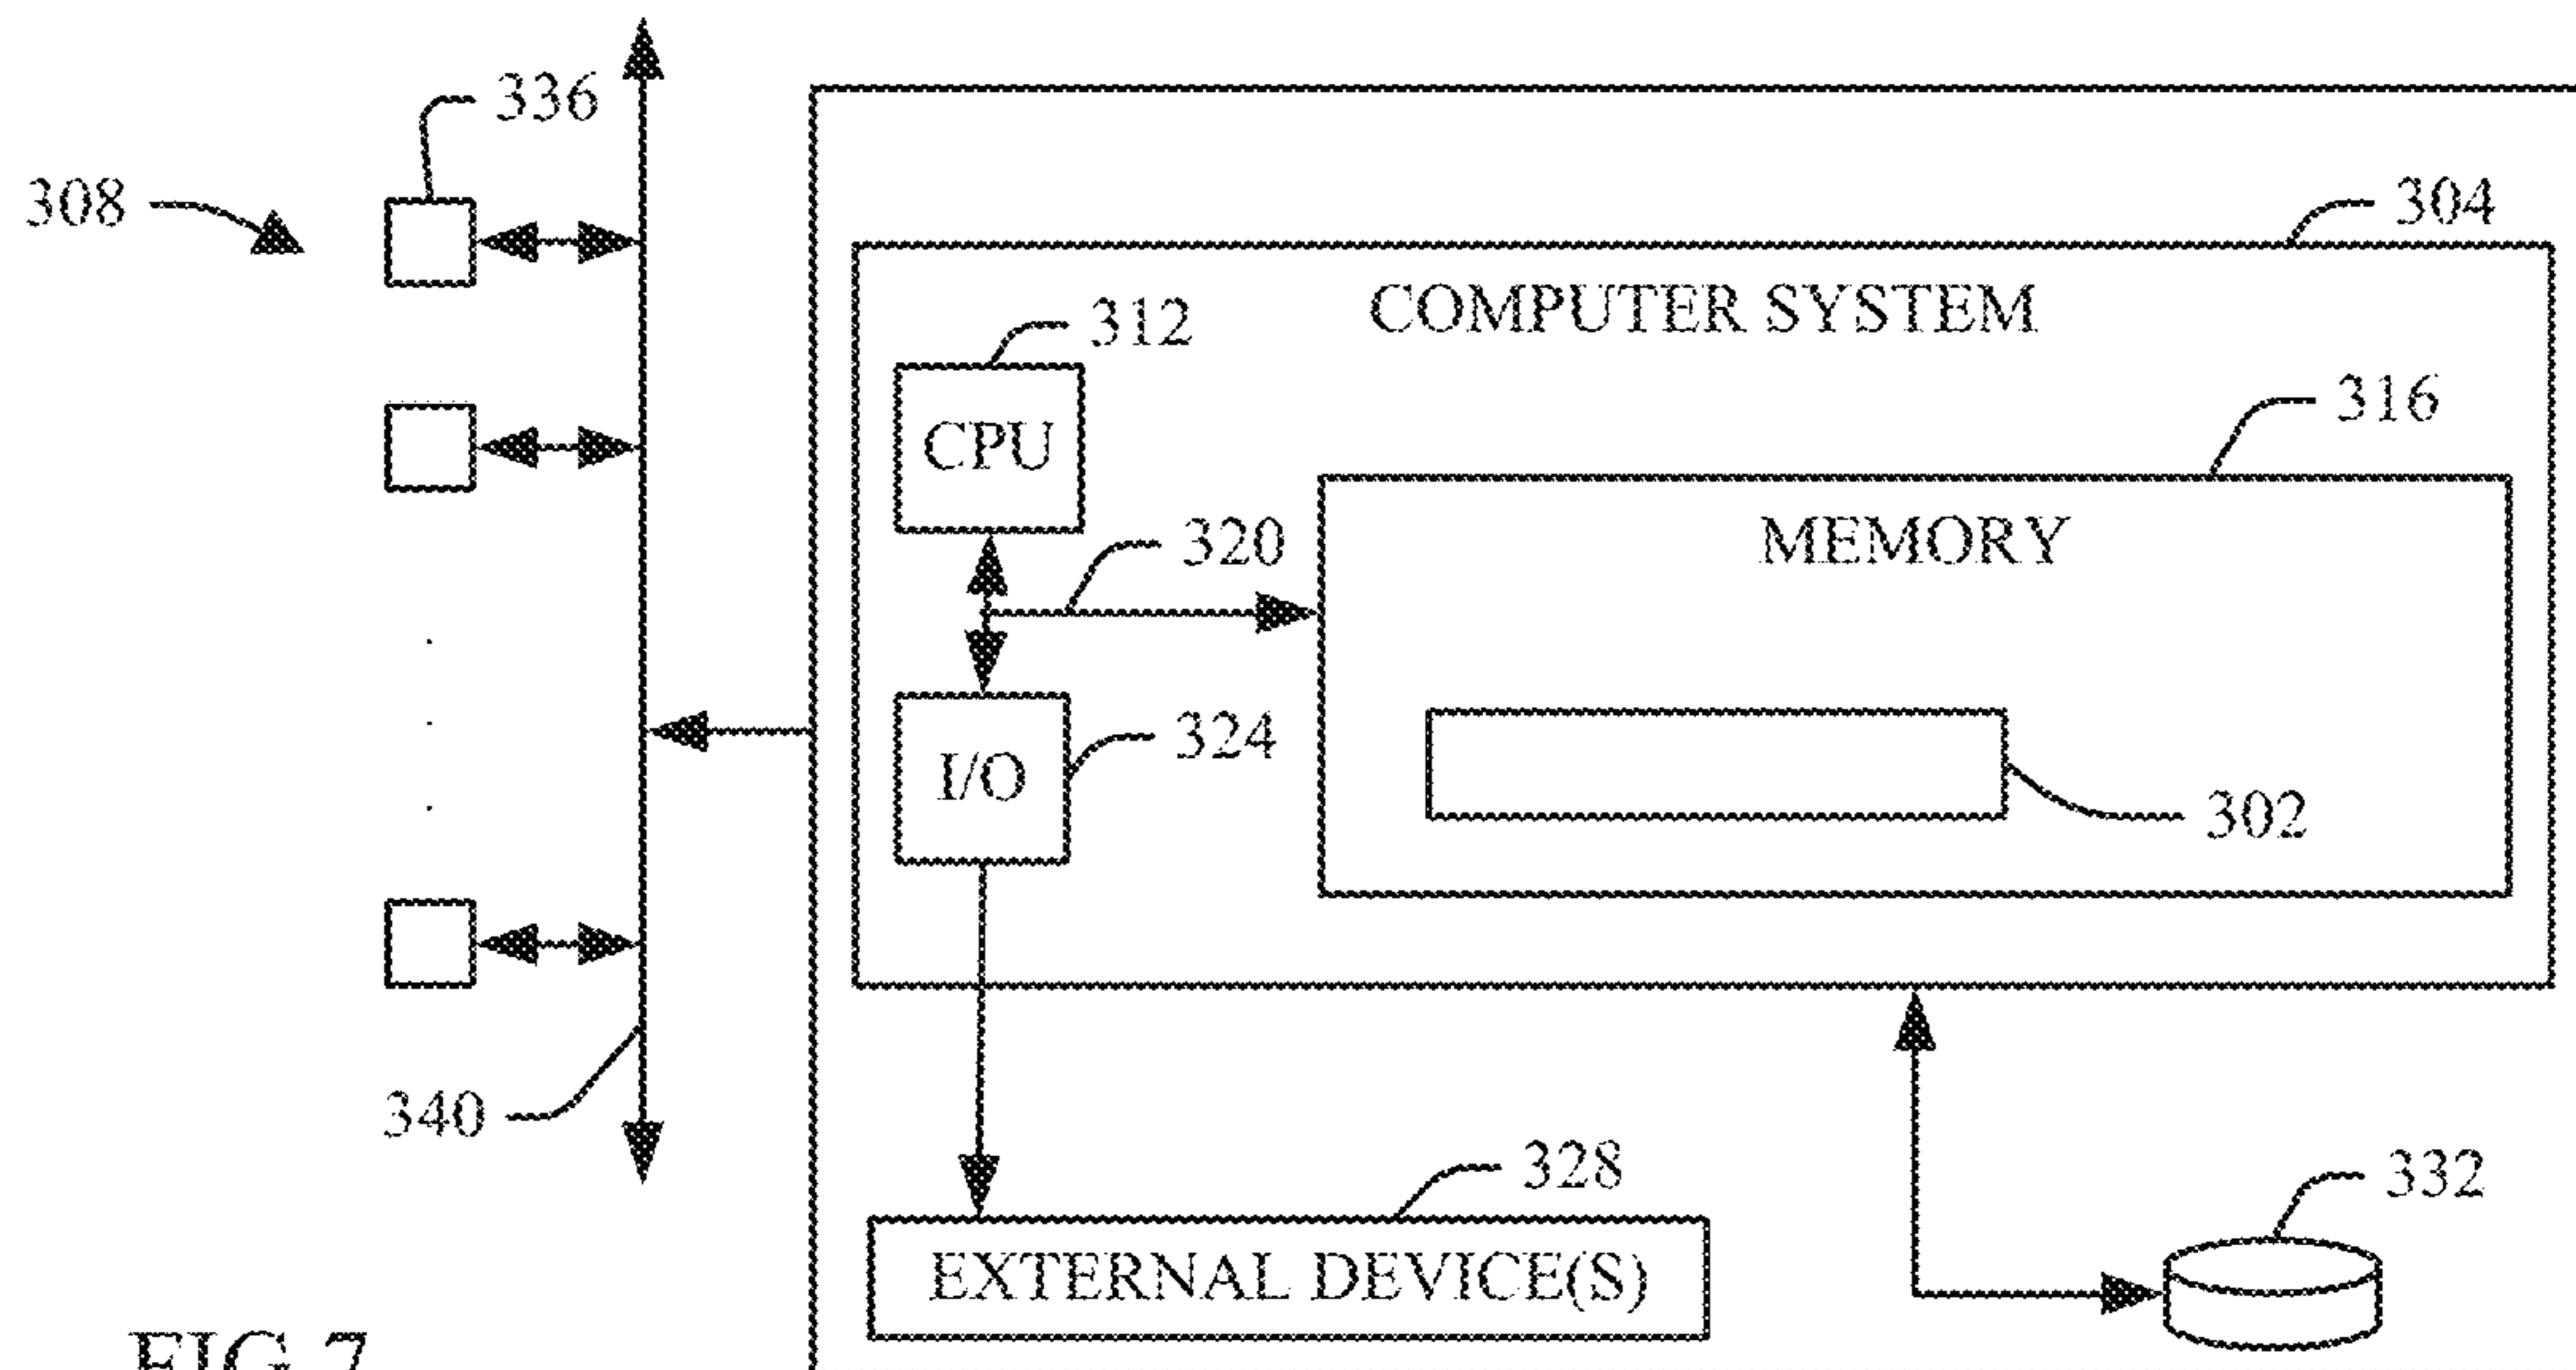 336
308
304
COMPUTER SYSTEM
312
316
CPU
320
MEMORY
324
I/O
302
340
328
332
EXTERNAL DEVICE(S)
FIG 7